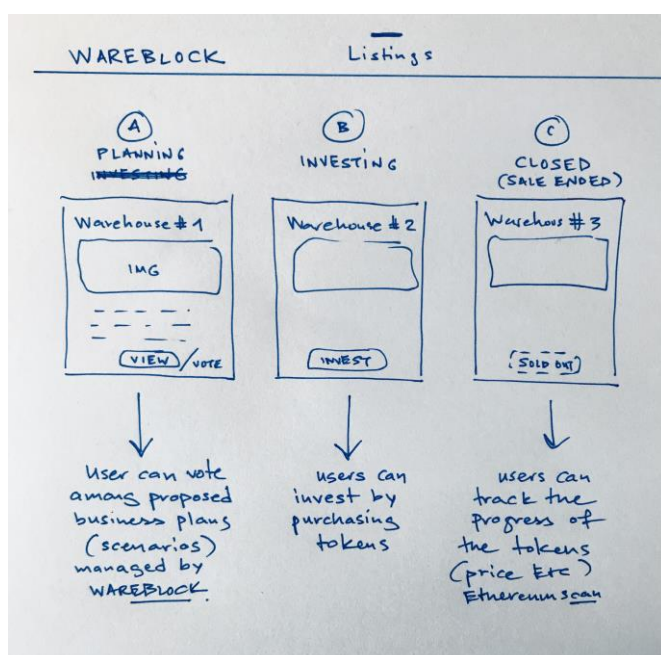 WAREBLOCK
Listings
A
PLANNING
INVESTING
Warehouse #1
IMG
VIEW / VOTE
User can vote
among proposed
business plans
(scenarios)
managed by
WAREBLOCK
B
INVESTING
Warehouse #2
INVEST
users can
invest by
purchasing
tokens
C
CLOSED
(SALE ENDED)
Warehous #3
SOLD OUT
users can
track the
progress of
the tokens
(price Etc)
Ethereumscan